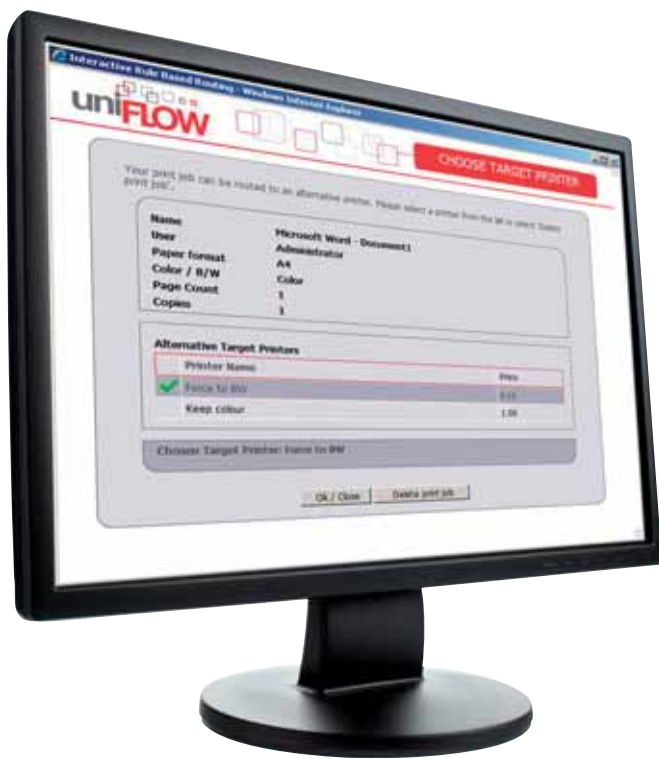 Interactive Rule Based Routing - Windows Internet Explorer
uniFLOW
CHOOSE TARGET PRINTER
Your print job can be routed to an alternative printer. Please select a printer from the list or select 'Delete
print job'.
Name Microsoft Word - Document1
User Administrator
Paper format A4
Color / B/W Color
Page Count 1
Copies 1
Alternative Target Printers
Printer Name Price
Force to BW
Keep colour 1.00
Chosen Target Printer: Force to BW
Ok / Close Delete print job